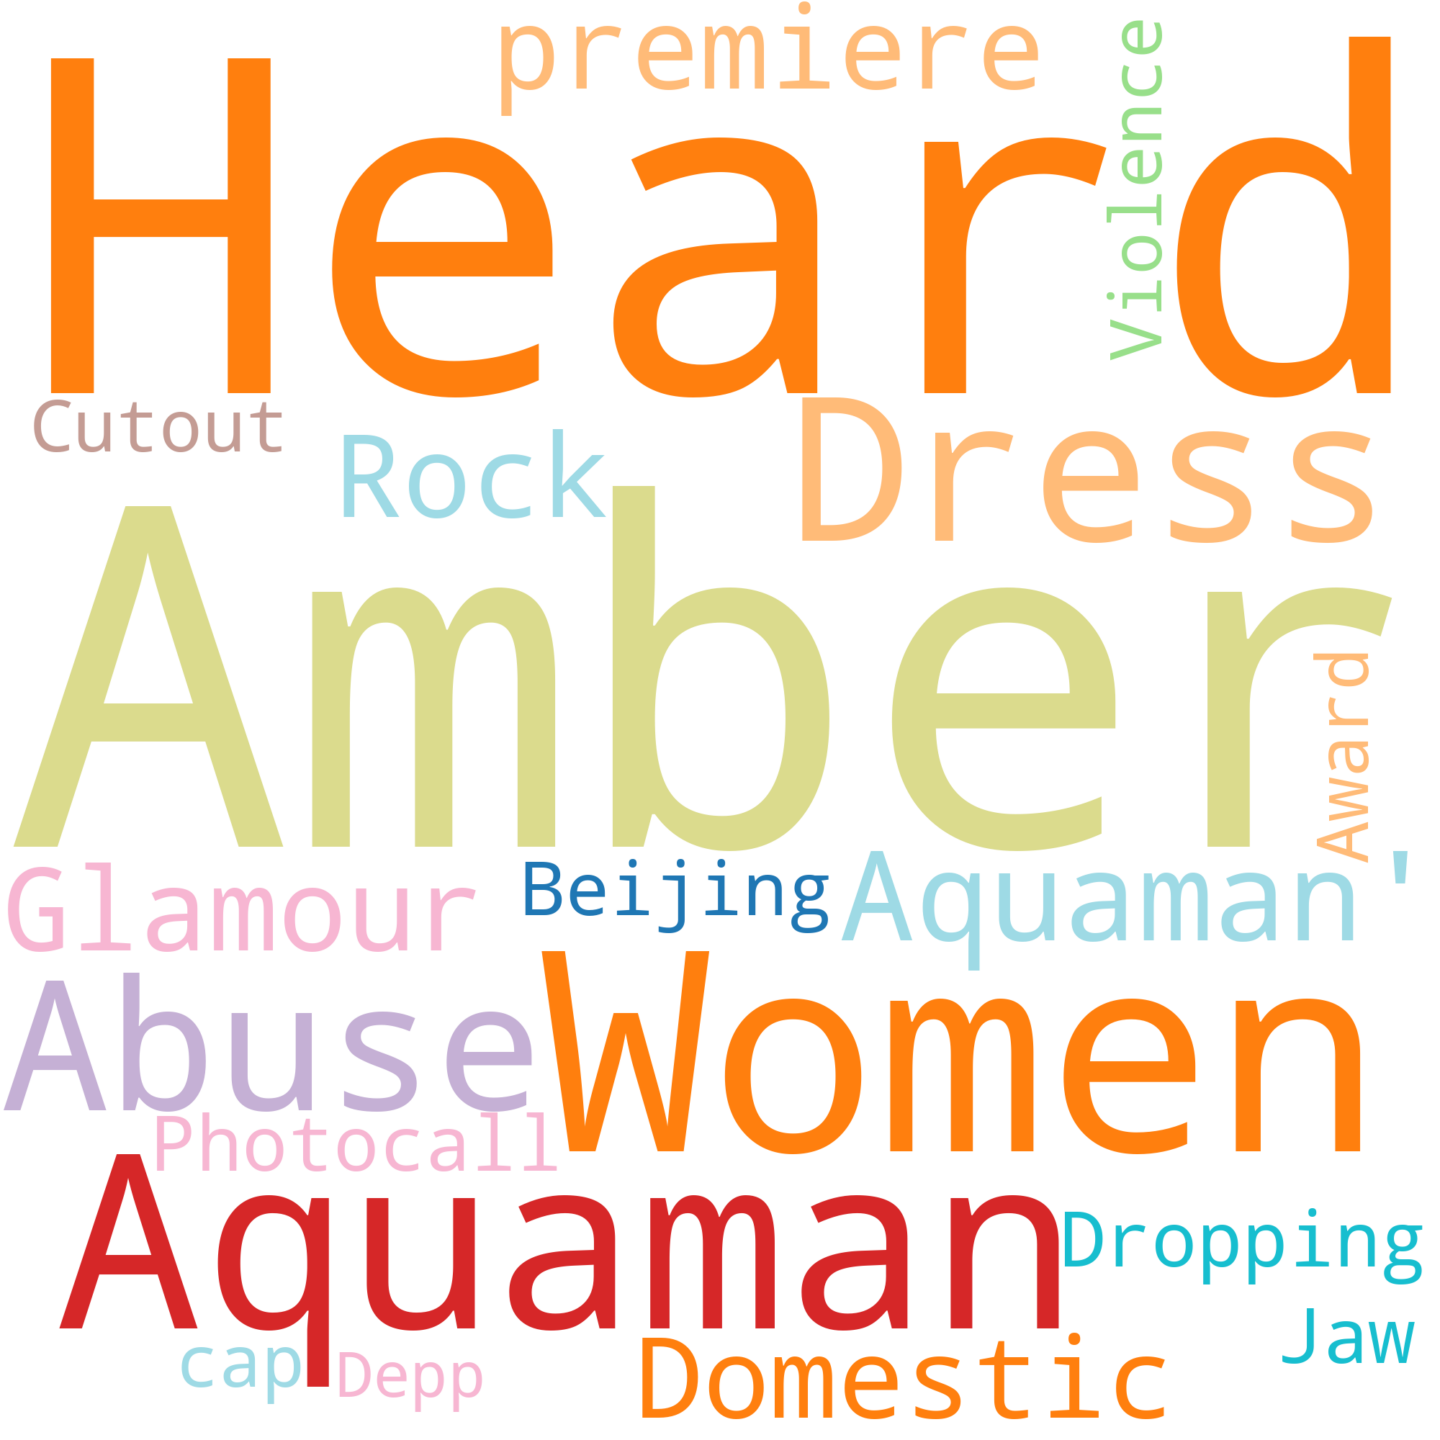 premiere
Heard
Violence
Cutout
Rock
Dress
Amber
Award
Glamour
Beijing
Aquaman'
Abuse
Women
Photocall
Aquaman
Dropping
Jaw
cap
Depp
Domestic